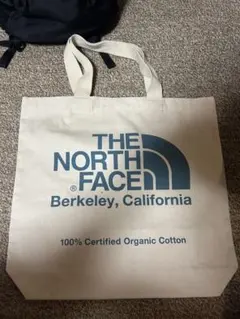 THE
NORTH
® FACE
Berkeley, California
100% Certified Organic Cotton